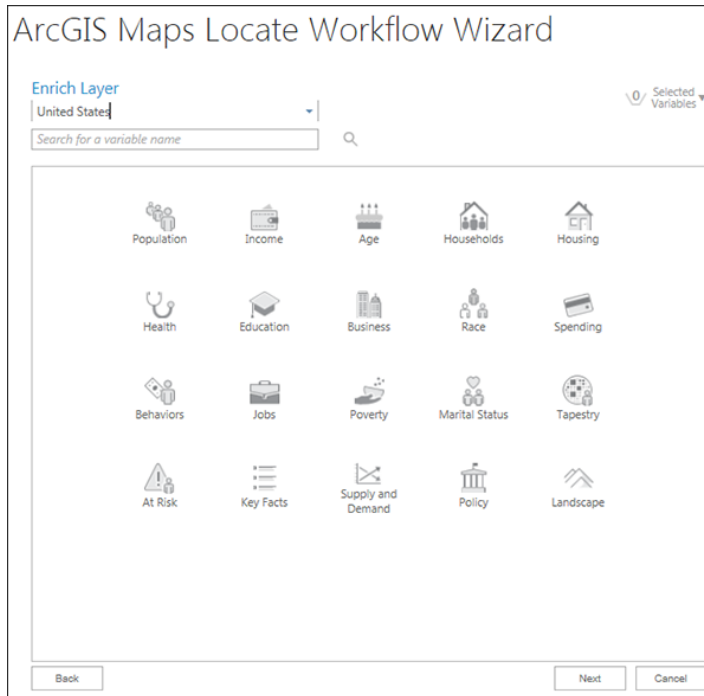 ArcGIS Maps Locate Workflow Wizard
Enrich Layer
United States
0 Selected Variables
Search for a variable name
Population Income Age Households Housing
Health Education Business Race Spending
Behaviors Jobs Poverty Marital Status Tapestry
At Risk Key Facts Supply and Demand Policy Landscape
Back Next Cancel